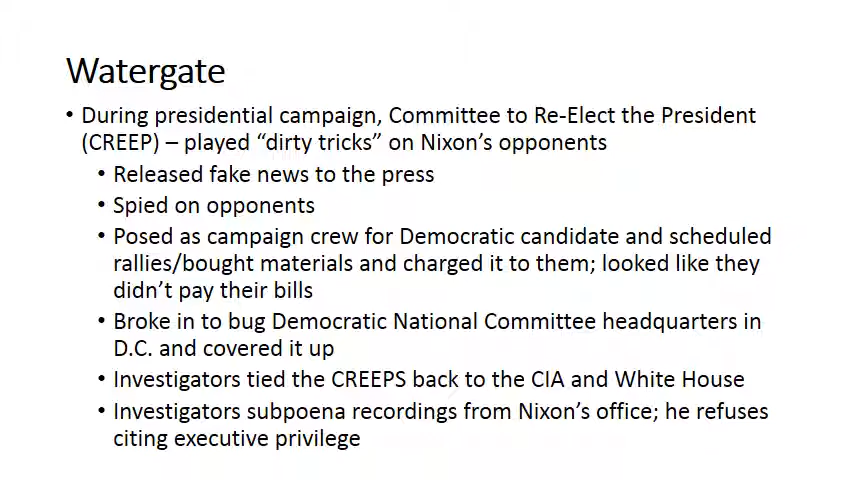 Watergate
• During presidential campaign, Committee to Re-Elect the President
(CREEP) – played “dirty tricks” on Nixon’s opponents
• Released fake news to the press
• Spied on opponents
• Posed as campaign crew for Democratic candidate and scheduled
rallies/bought materials and charged it to them; looked like they
didn’t pay their bills
• Broke in to bug Democratic National Committee headquarters in
D.C. and covered it up
• Investigators tied the CREEPS back to the CIA and White House
• Investigators subpoena recordings from Nixon’s office; he refuses
citing executive privilege